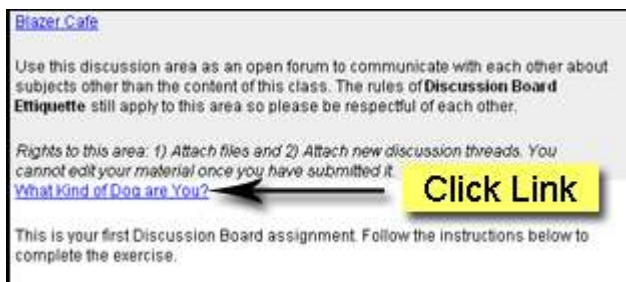 Blazer Cafe
Use this discussion area as an open forum to communicate with each other about
subjects other than the content of this class. The rules of Discussion Board
Ettiquette still apply to this area so please be respectful of each other.
Rights to this area: 1) Attach files and 2) Attach new discussion threads. You
cannot edit your material once you have submitted it.
What Kind of Dog are You?
Click Link
This is your first Discussion Board assignment. Follow the instructions below to
complete the exercise.